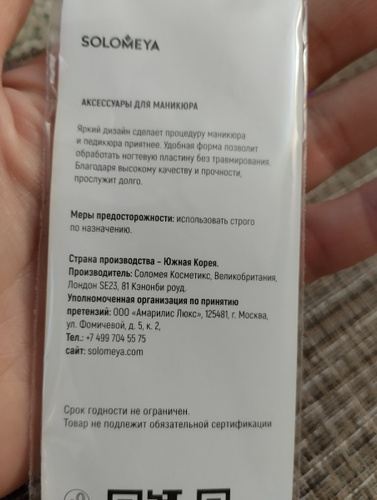 SOLOMEYA
АКСЕССУАРЫ ДЛЯ МАНИКЮРА
Яркий дизайн сделает процедуру маникюра
и педикюра приятнее. Удобная форма позволит
обработать ногтевую пластину без травмирования.
Благодаря высокому качеству и прочности,
прослужит долго.
Меры предосторожности: использовать строго
по назначению.
Страна производства – Южная Корея.
Производитель: Соломея Косметикс, Великобритания,
Лондон SE23, 81 Кэнонби роуд.
Уполномоченная организация по принятию
претензий: ООО «Амарилис Люкс», 125481, г. Москва,
ул. Фомичевой, д. 5, к. 2,
Тел.: +7 499 704 55 75
сайт: solomeya.com
Срок годности не ограничен.
Товар не подлежит обязательной сертификации